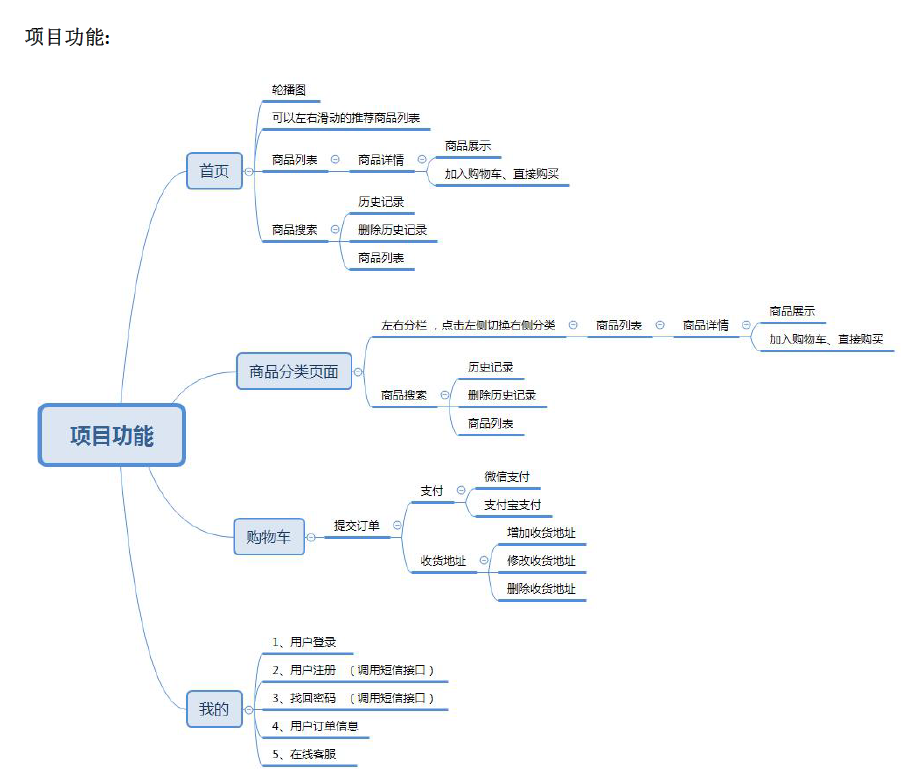 项目功能:
项目功能
首页
轮播图
可以左右滑动的推荐商品列表
商品列表
商品详情
商品展示
加入购物车、直接购买
商品搜索
历史记录
删除历史记录
商品列表
商品分类页面
左右分栏 ，点击左侧切换右侧分类
商品列表
商品详情
商品展示
加入购物车、直接购买
商品搜索
历史记录
删除历史记录
商品列表
购物车
提交订单
支付
微信支付
支付宝支付
收货地址
增加收货地址
修改收货地址
删除收货地址
我的
1、用户登录
2、用户注册 （调用短信接口）
3、找回密码 （调用短信接口）
4、用户订单信息
5、在线客服